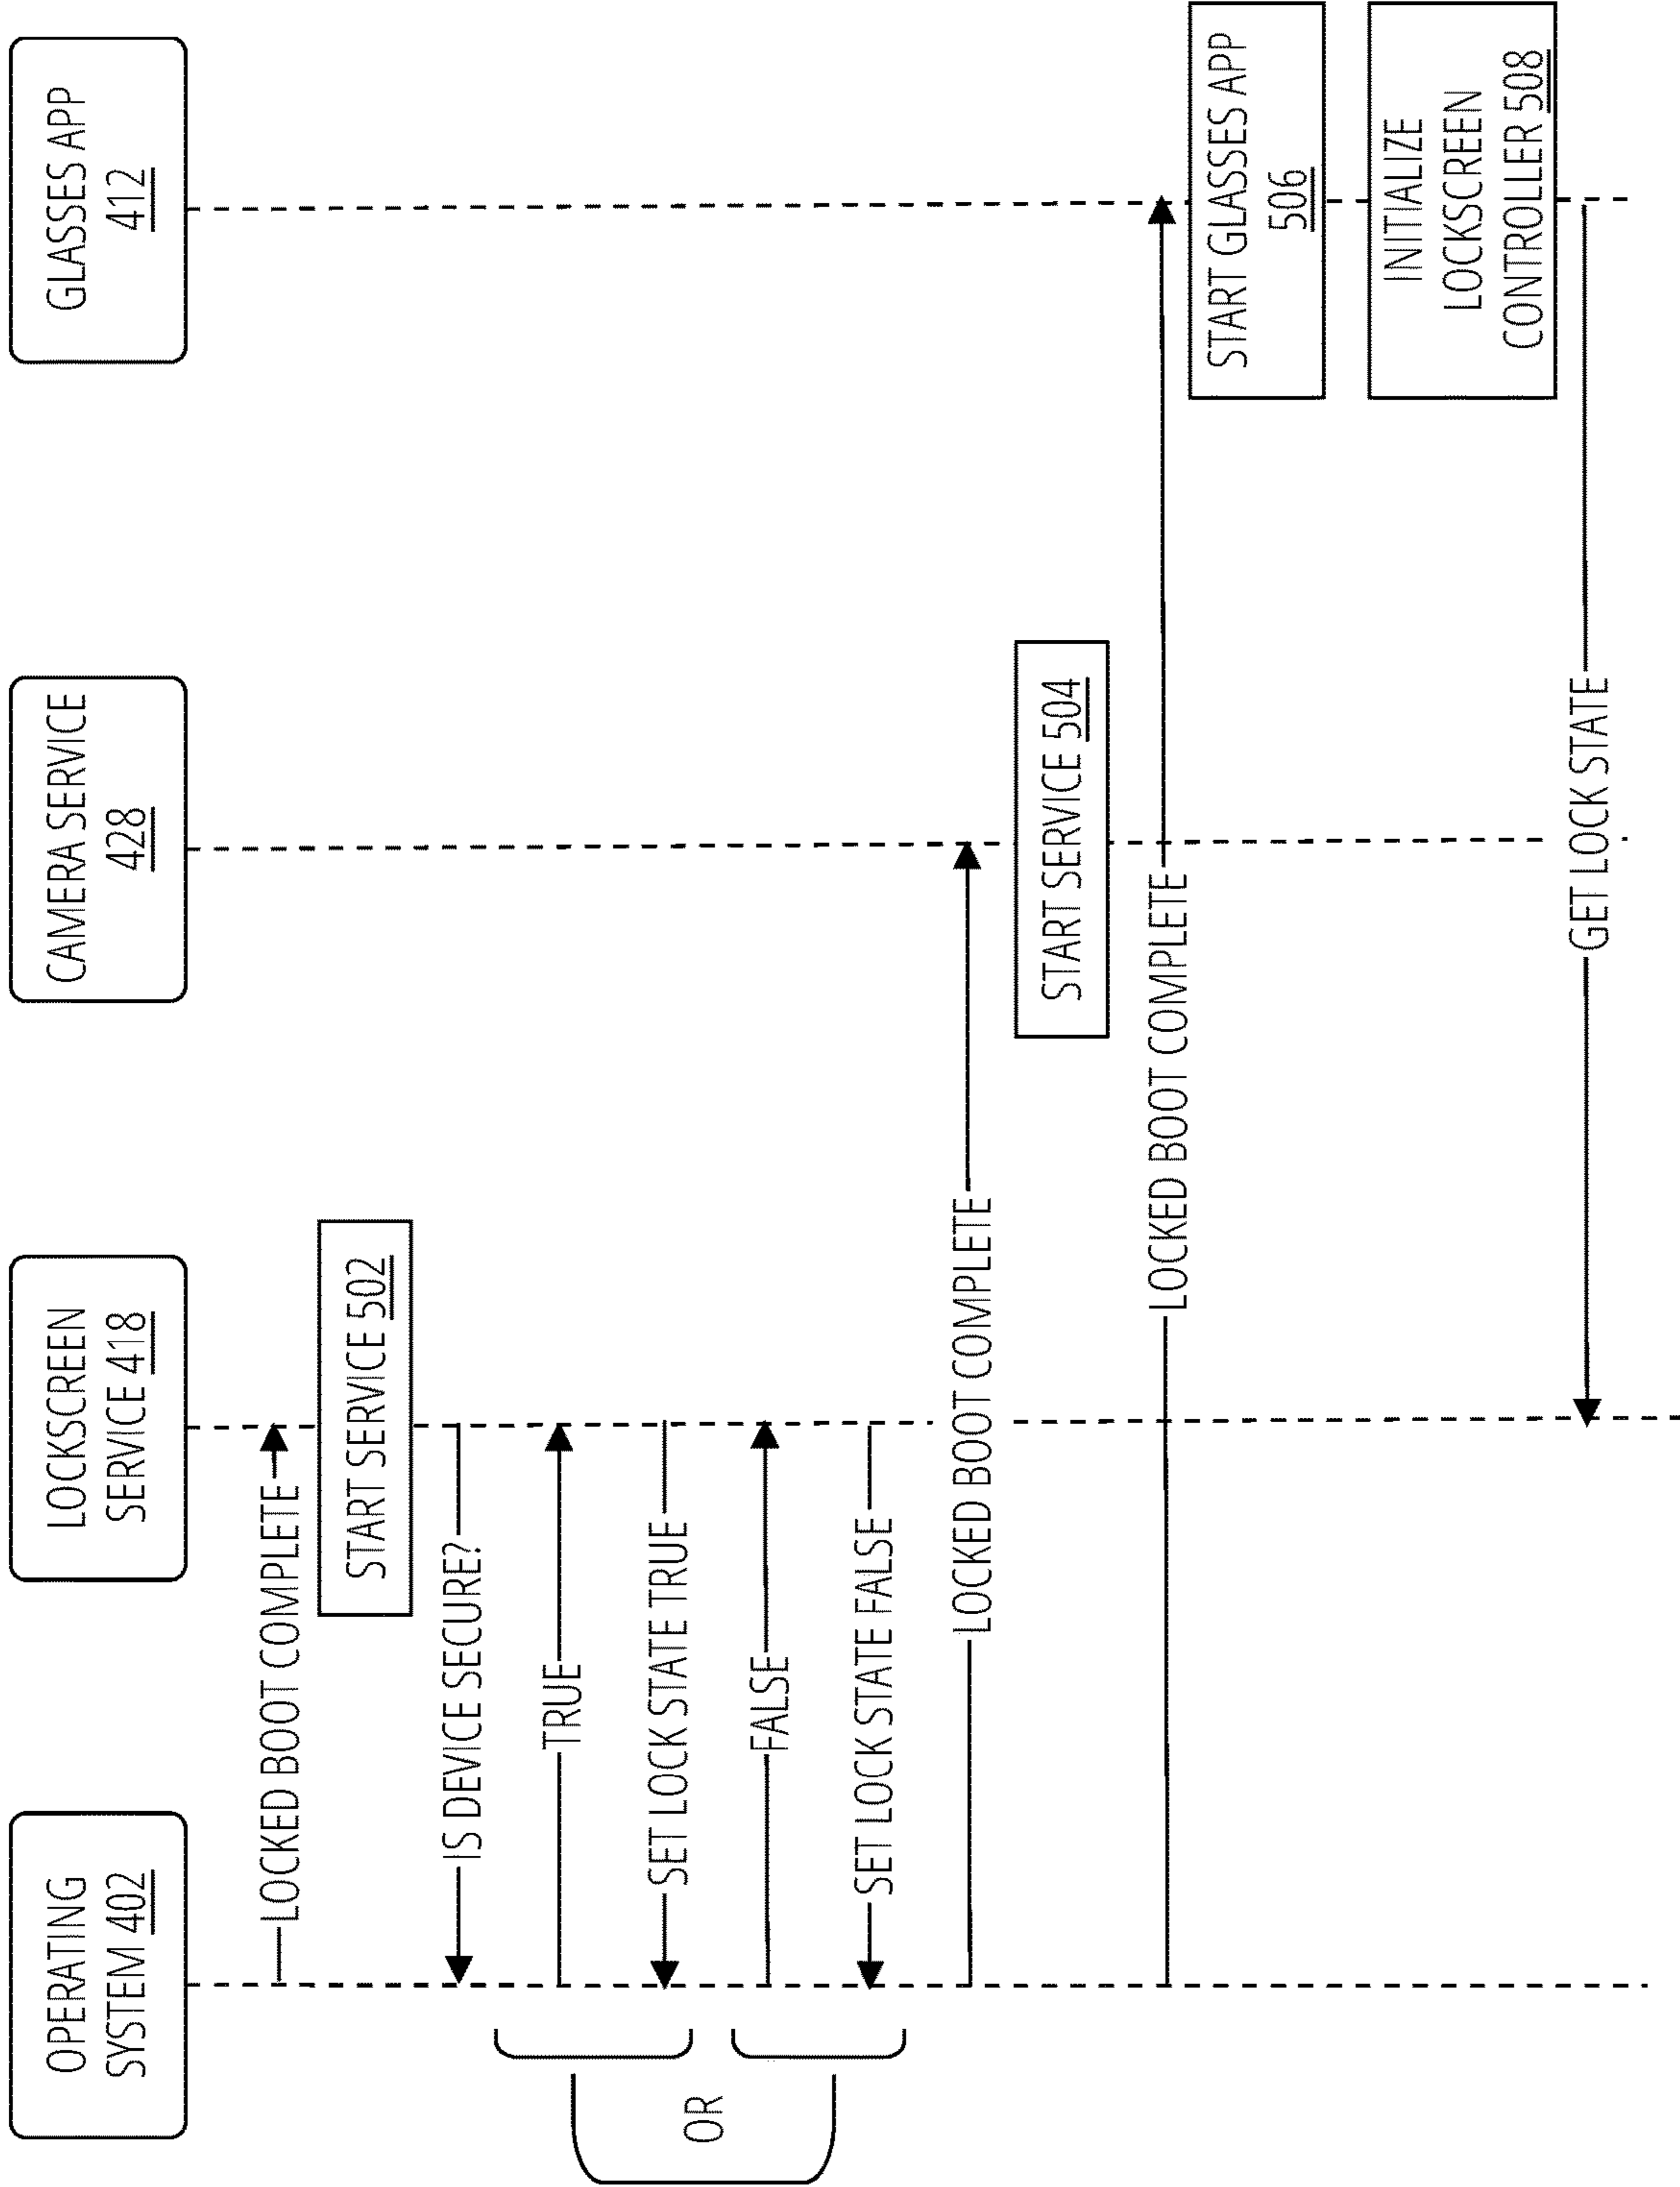 OPERATING
SYSTEM 402
LOCKSCREEN
SERVICE 418
CAMERA SERVICE
428
GLASSES APP
412
LOCKED BOOT COMPLETE
START SERVICE 502
IS DEVICE SECURE?
TRUE
SET LOCK STATE TRUE
OR
FALSE
SET LOCK STATE FALSE
LOCKED BOOT COMPLETE
START SERVICE 504
LOCKED BOOT COMPLETE
START GLASSES APP
506
INITIALIZE
LOCKSCREEN
CONTROLLER 508
GET LOCK STATE